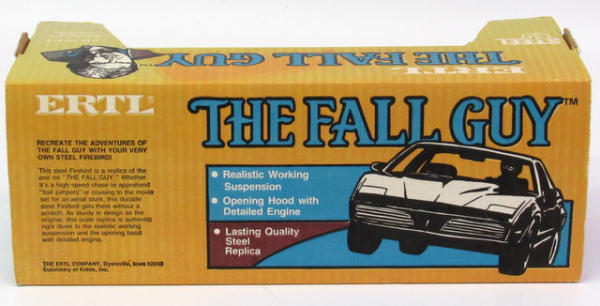 STEEL
ERTL
THE FALL GUY™
ERTL®
THE FALL GUY™
RECREATE THE ADVENTURES OF
THE FALL GUY WITH YOUR VERY
OWN STEEL FIREBIRD!
This steel Firebird is a replica of the
one on "THE FALL GUY." Whether
it's a high speed chase to apprehend
"bail jumpers" or cruising to the movie
set for an aerial stunt, this durable
steel Firebird gets there without a
scratch. As sturdy in design as the
original, this scale replica is authentic
right down to the realistic working
suspension and the opening hood
with detailed engine.
THE ERTL COMPANY, Dyersville, Iowa 52040
Subsidiary of Kidde, Inc.
• Realistic Working
Suspension
• Opening Hood with
Detailed Engine
• Lasting Quality
Steel
Replica